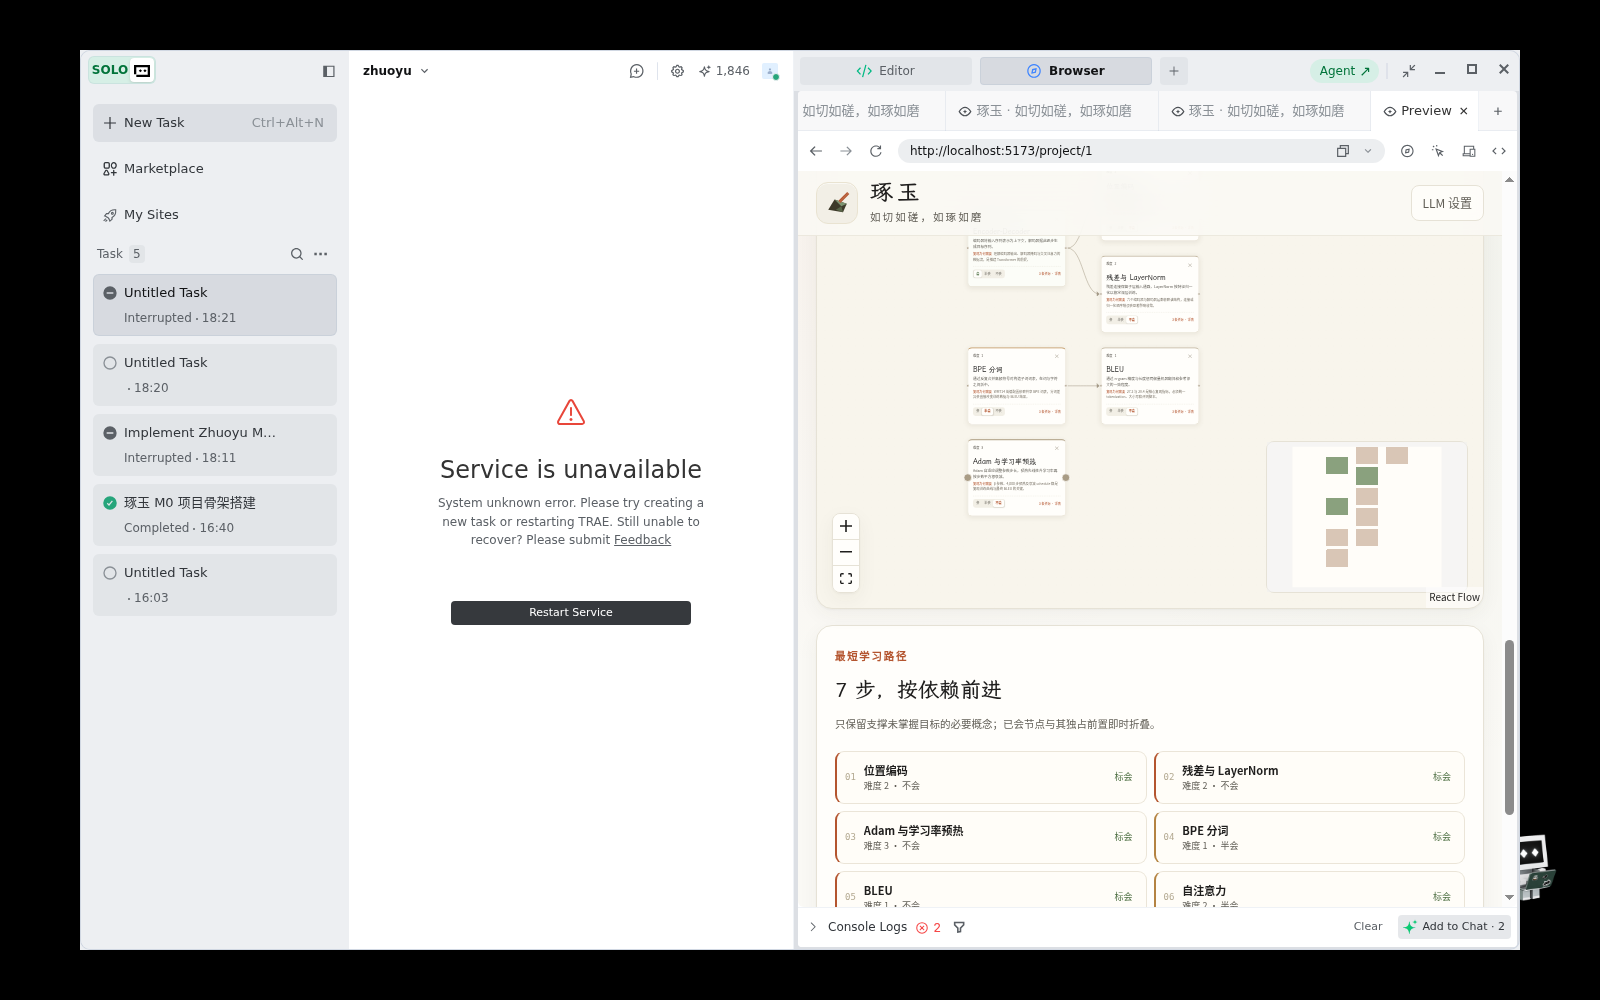 SOLO
New Task
Ctrl+Alt+N
Marketplace
My Sites
Task 5
Untitled Task
Interrupted · 18:21
Untitled Task
· 18:20
Implement Zhuoyu M...
Interrupted · 18:11
琢玉 M0 项目骨架搭建
Completed · 16:40
Untitled Task
· 16:03
zhuoyu
1,846
Service is unavailable
System unknown error. Please try creating a
new task or restarting TRAE. Still unable to
recover? Please submit Feedback
Restart Service
Editor
Browser
Agent
如切如磋，如琢如磨
琢玉 · 如切如磋，如琢如磨
琢玉 · 如切如磋，如琢如磨
Preview
http://localhost:5173/project/1
琢玉
如切如磋，如琢如磨
LLM 设置
残差与 LayerNorm
BPE 分词
BLEU
Adam 与学习率预热
React Flow
最短学习路径
7 步，按依赖前进
只保留支撑未掌握目标的必要概念；已会节点与其独占前置即时折叠。
01 位置编码 标会
难度 2 · 不会
02 残差与 LayerNorm 标会
难度 2 · 不会
03 Adam 与学习率预热 标会
难度 3 · 不会
04 BPE 分词 标会
难度 1 · 半会
05 BLEU 标会
难度 1 · 不会
06 自注意力 标会
难度 2 · 半会
Console Logs 2
Clear
Add to Chat · 2